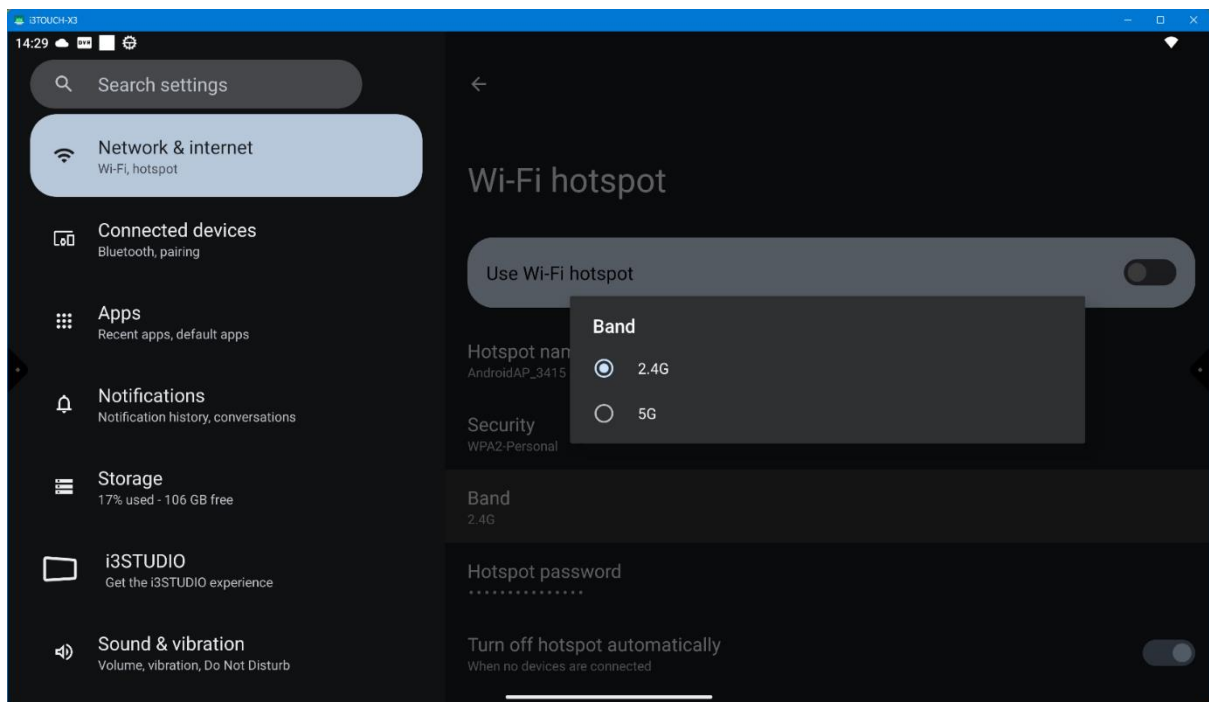 i3TOUCH-X3
14:29
DVR
Search settings
Network & internet
Wi-Fi, hotspot
Connected devices
Bluetooth, pairing
Apps
Recent apps, default apps
Notifications
Notification history, conversations
Storage
17% used - 106 GB free
i3STUDIO
Get the i3STUDIO experience
Sound & vibration
Volume, vibration, Do Not Disturb
Wi-Fi hotspot
Use Wi-Fi hotspot
Hotspot nam
AndroidAP_3415
Security
WPA2-Personal
Band
2.4G
Hotspot password
Turn off hotspot automatically
When no devices are connected
Band
2.4G
5G